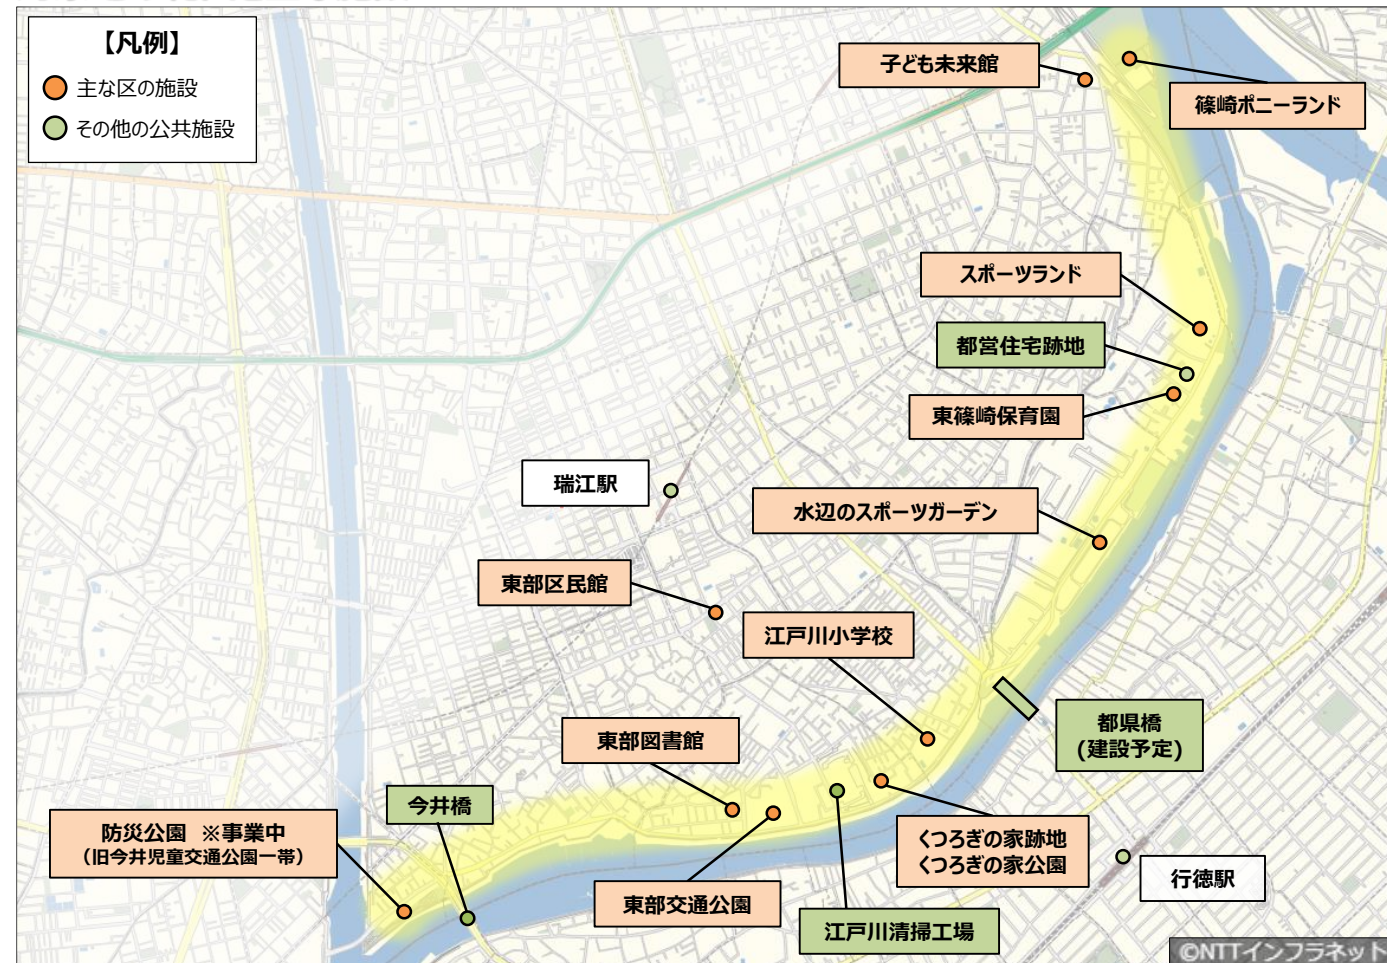 【凡例】
主な区の施設
その他の公共施設
子ども未来館
篠崎ポニーランド
スポーツランド
都営住宅跡地
東篠崎保育園
瑞江駅
水辺のスポーツガーデン
東部区民館
江戸川小学校
都県橋
(建設予定)
東部図書館
今井橋
防災公園 ※事業中
（旧今井児童交通公園一帯）
くつろぎの家跡地
くつろぎの家公園
行徳駅
東部交通公園
江戸川清掃工場
©NTTインフラネット